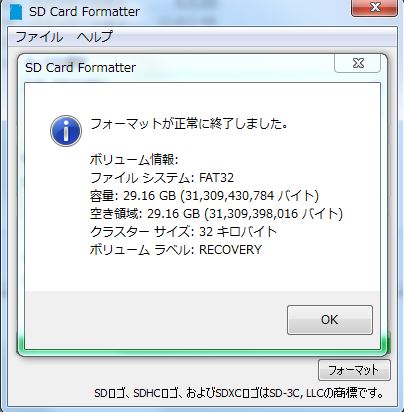 SD Card Formatter
ファイル ヘルプ
SD Card Formatter
フォーマットが正常に終了しました。
ボリューム情報:
ファイル システム: FAT32
容量: 29.16 GB (31,309,430,784 バイト)
空き領域: 29.16 GB (31,309,398,016 バイト)
クラスター サイズ: 32 キロバイト
ボリューム ラベル: RECOVERY
OK
フォーマット
SDロゴ、SDHCロゴ、およびSDXCロゴはSD-3C, LLCの商標です。